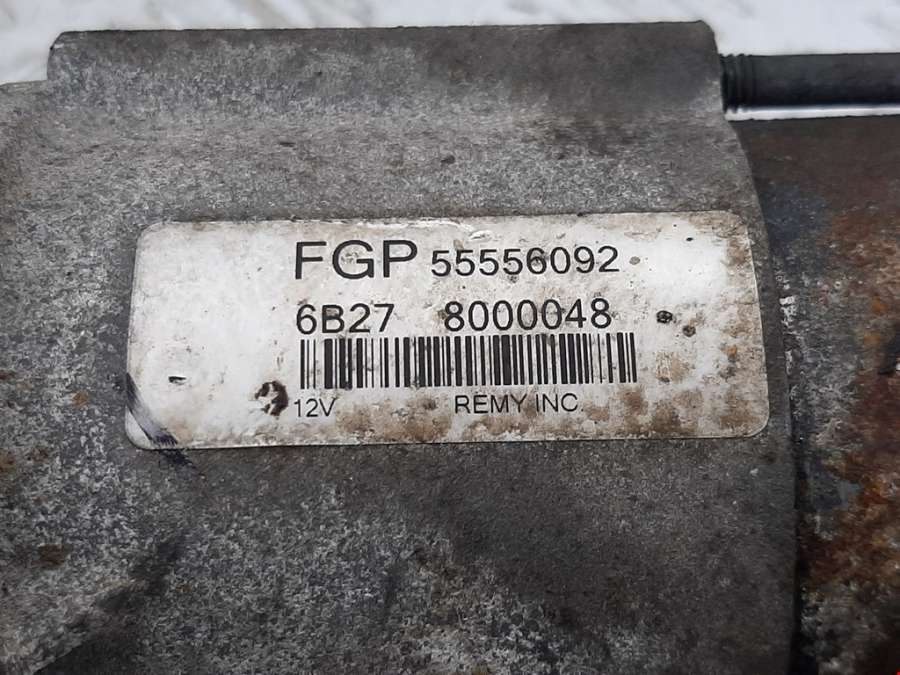 FGP 55556092
6B27 8000048
12V REMY INC.